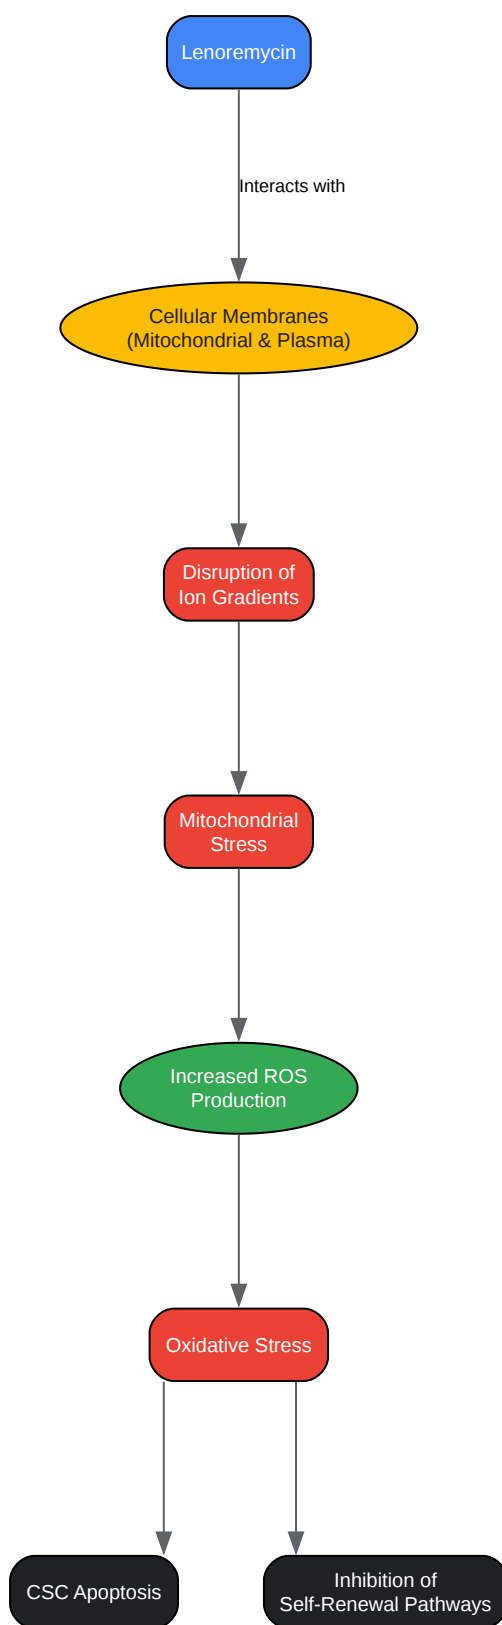 Lenoremycin
Interacts with
Cellular Membranes
(Mitochondrial & Plasma)
Disruption of
Ion Gradients
Mitochondrial
Stress
Increased ROS
Production
Oxidative Stress
CSC Apoptosis
Inhibition of
Self-Renewal Pathways